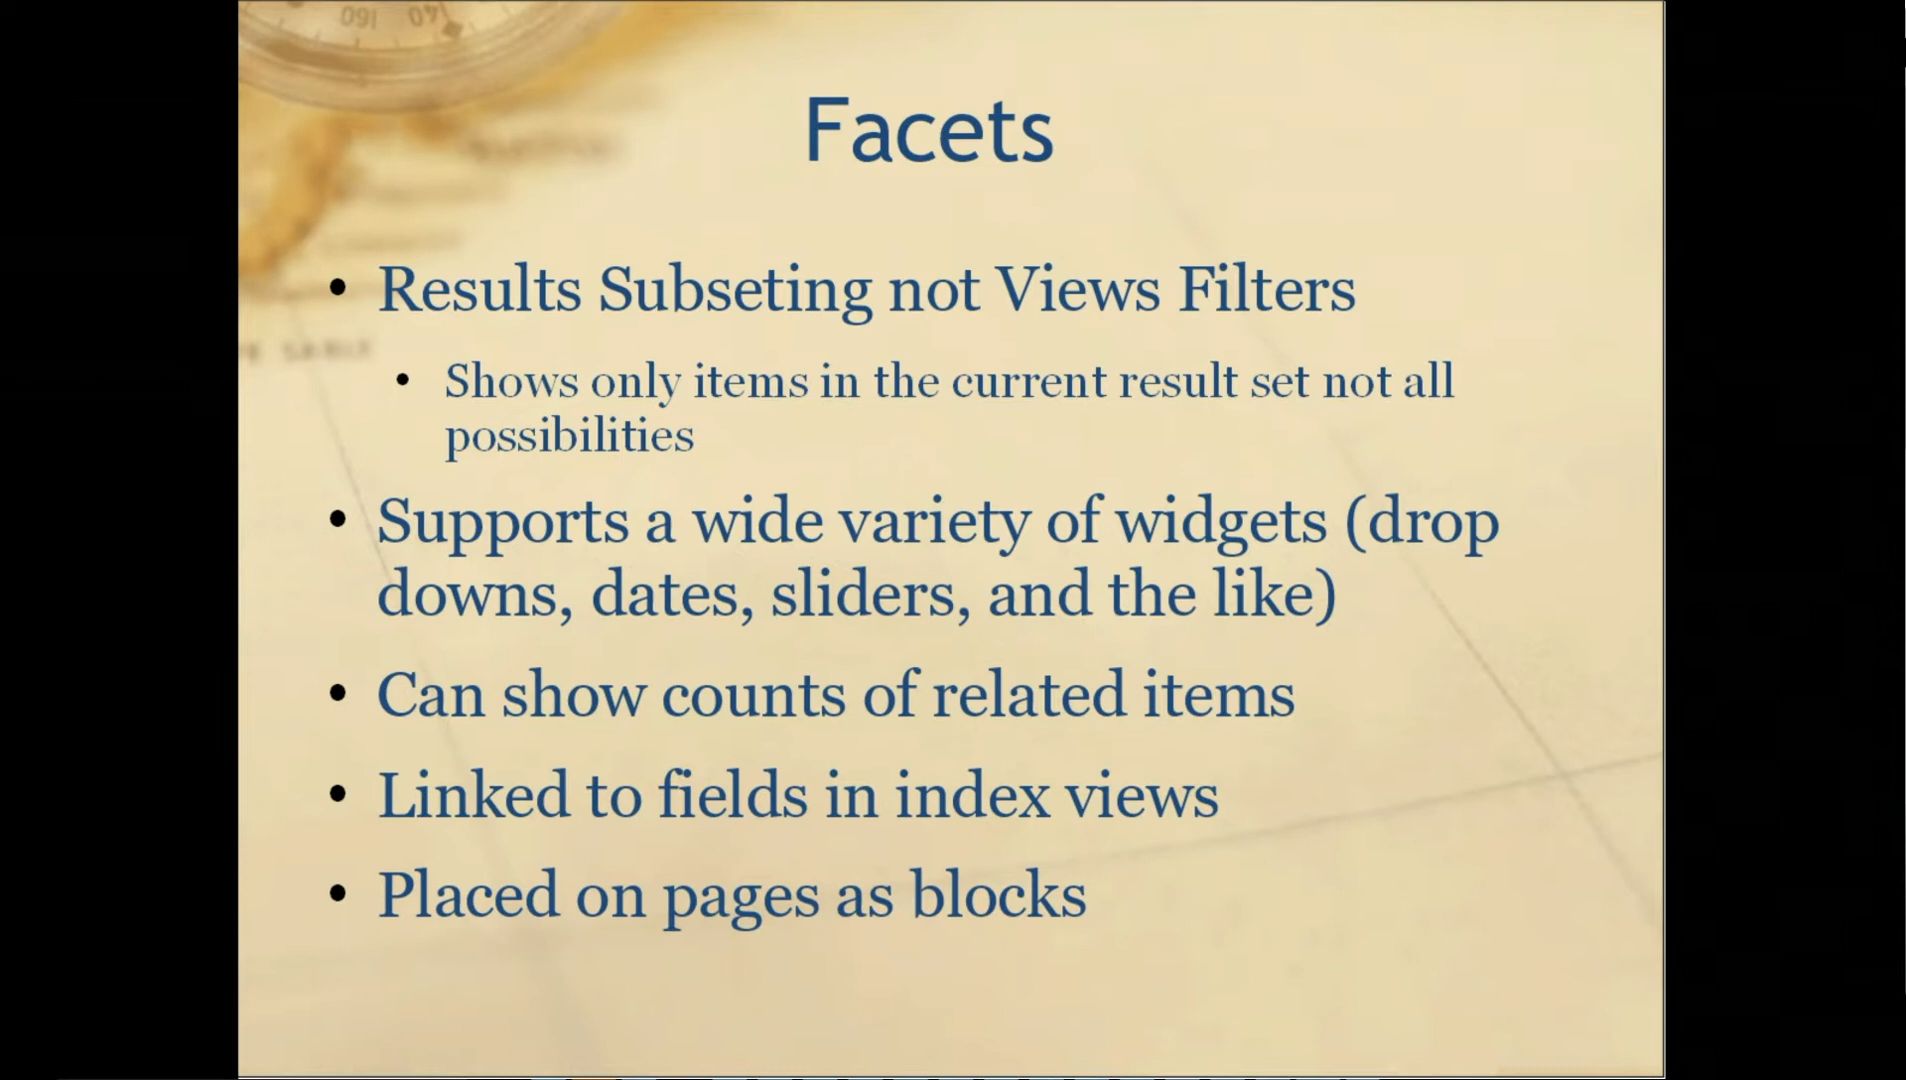 160 140
Facets
• Results Subseting not Views Filters
• Shows only items in the current result set not all
possibilities
• Supports a wide variety of widgets (drop
downs, dates, sliders, and the like)
• Can show counts of related items
• Linked to fields in index views
• Placed on pages as blocks